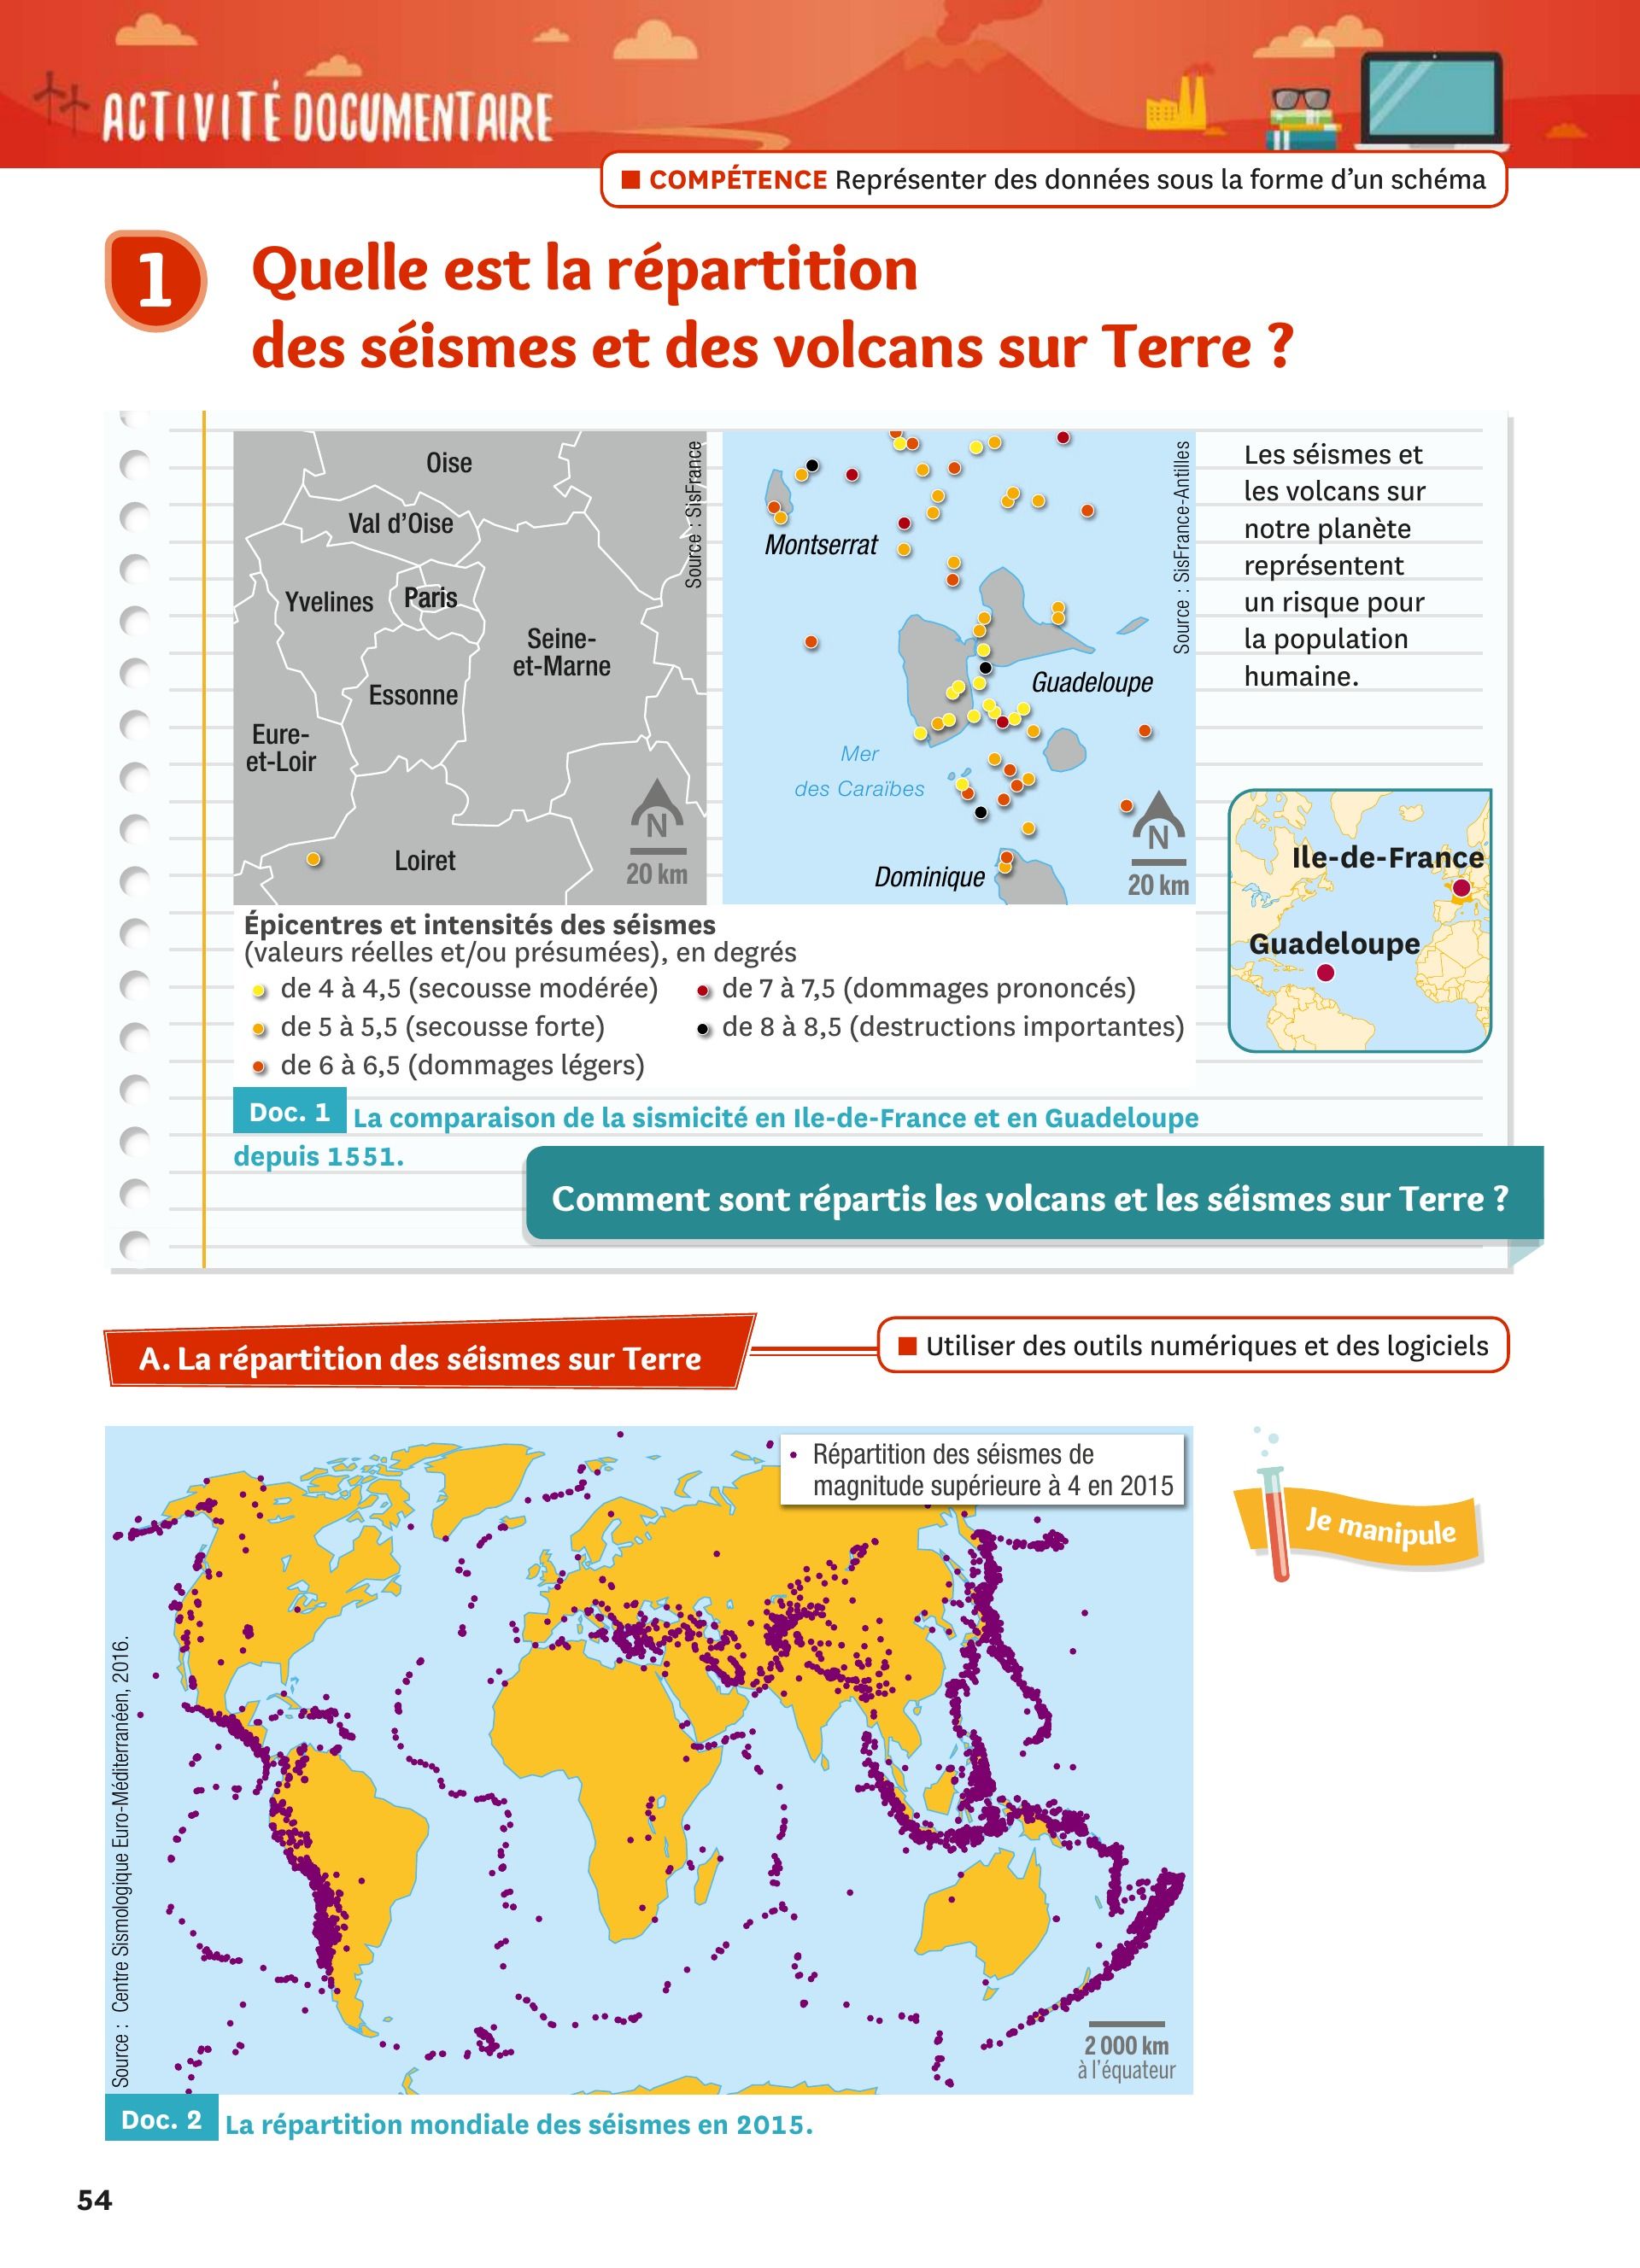 ACTIVITÉ DOCUMENTAIRE
■ COMPÉTENCE Représenter des données sous la forme d'un schéma
1
Quelle est la répartition
des séismes et des volcans sur Terre ?
Oise
Val d'Oise
Yvelines
Paris
Seine-
et-Marne
Essonne
Eure-
et-Loir
Loiret
N
20 km
Source : SisFrance
Montserrat
Guadeloupe
Mer
des Caraïbes
Dominique
N
20 km
Source : SisFrance-Antilles
Les séismes et
les volcans sur
notre planète
représentent
un risque pour
la population
humaine.
Ile-de-France
Guadeloupe
Épicentres et intensités des séismes
(valeurs réelles et/ou présumées), en degrés
de 4 à 4,5 (secousse modérée)
de 5 à 5,5 (secousse forte)
de 6 à 6,5 (dommages légers)
de 7 à 7,5 (dommages prononcés)
de 8 à 8,5 (destructions importantes)
Doc. 1 La comparaison de la sismicité en Ile-de-France et en Guadeloupe
depuis 1551.
Comment sont répartis les volcans et les séismes sur Terre ?
A. La répartition des séismes sur Terre
■ Utiliser des outils numériques et des logiciels
Répartition des séismes de
magnitude supérieure à 4 en 2015
Je manipule
Source : Centre Sismologique Euro-Méditerranéen, 2016.
2 000 km
à l'équateur
Doc. 2 La répartition mondiale des séismes en 2015.
54